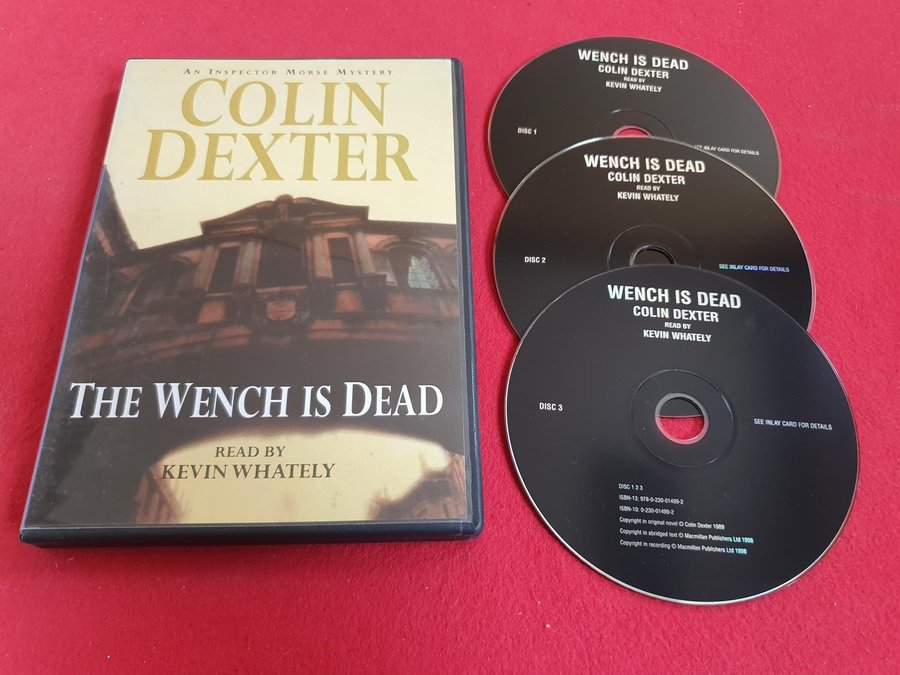 AN INSPECTOR MORSE MYSTERY
COLIN
DEXTER
THE WENCH IS DEAD
READ BY
KEVIN WHATELY
WENCH IS DEAD
COLIN DEXTER
READ BY
KEVIN WHATELY
DISC 1
SEE INLAY CARD FOR DETAILS
WENCH IS DEAD
COLIN DEXTER
READ BY
KEVIN WHATELY
DISC 2
SEE INLAY CARD FOR DETAILS
WENCH IS DEAD
COLIN DEXTER
READ BY
KEVIN WHATELY
DISC 3
SEE INLAY CARD FOR DETAILS
DISC 1 2 3
ISBN-13: 978-0-230-01499-2
ISBN-10: 0-230-01499-2
Copyright in original novel © Colin Dexter 1989
Copyright in abridged text © Macmillan Publishers Ltd 1998
Copyright in recording © Macmillan Publishers Ltd 1998